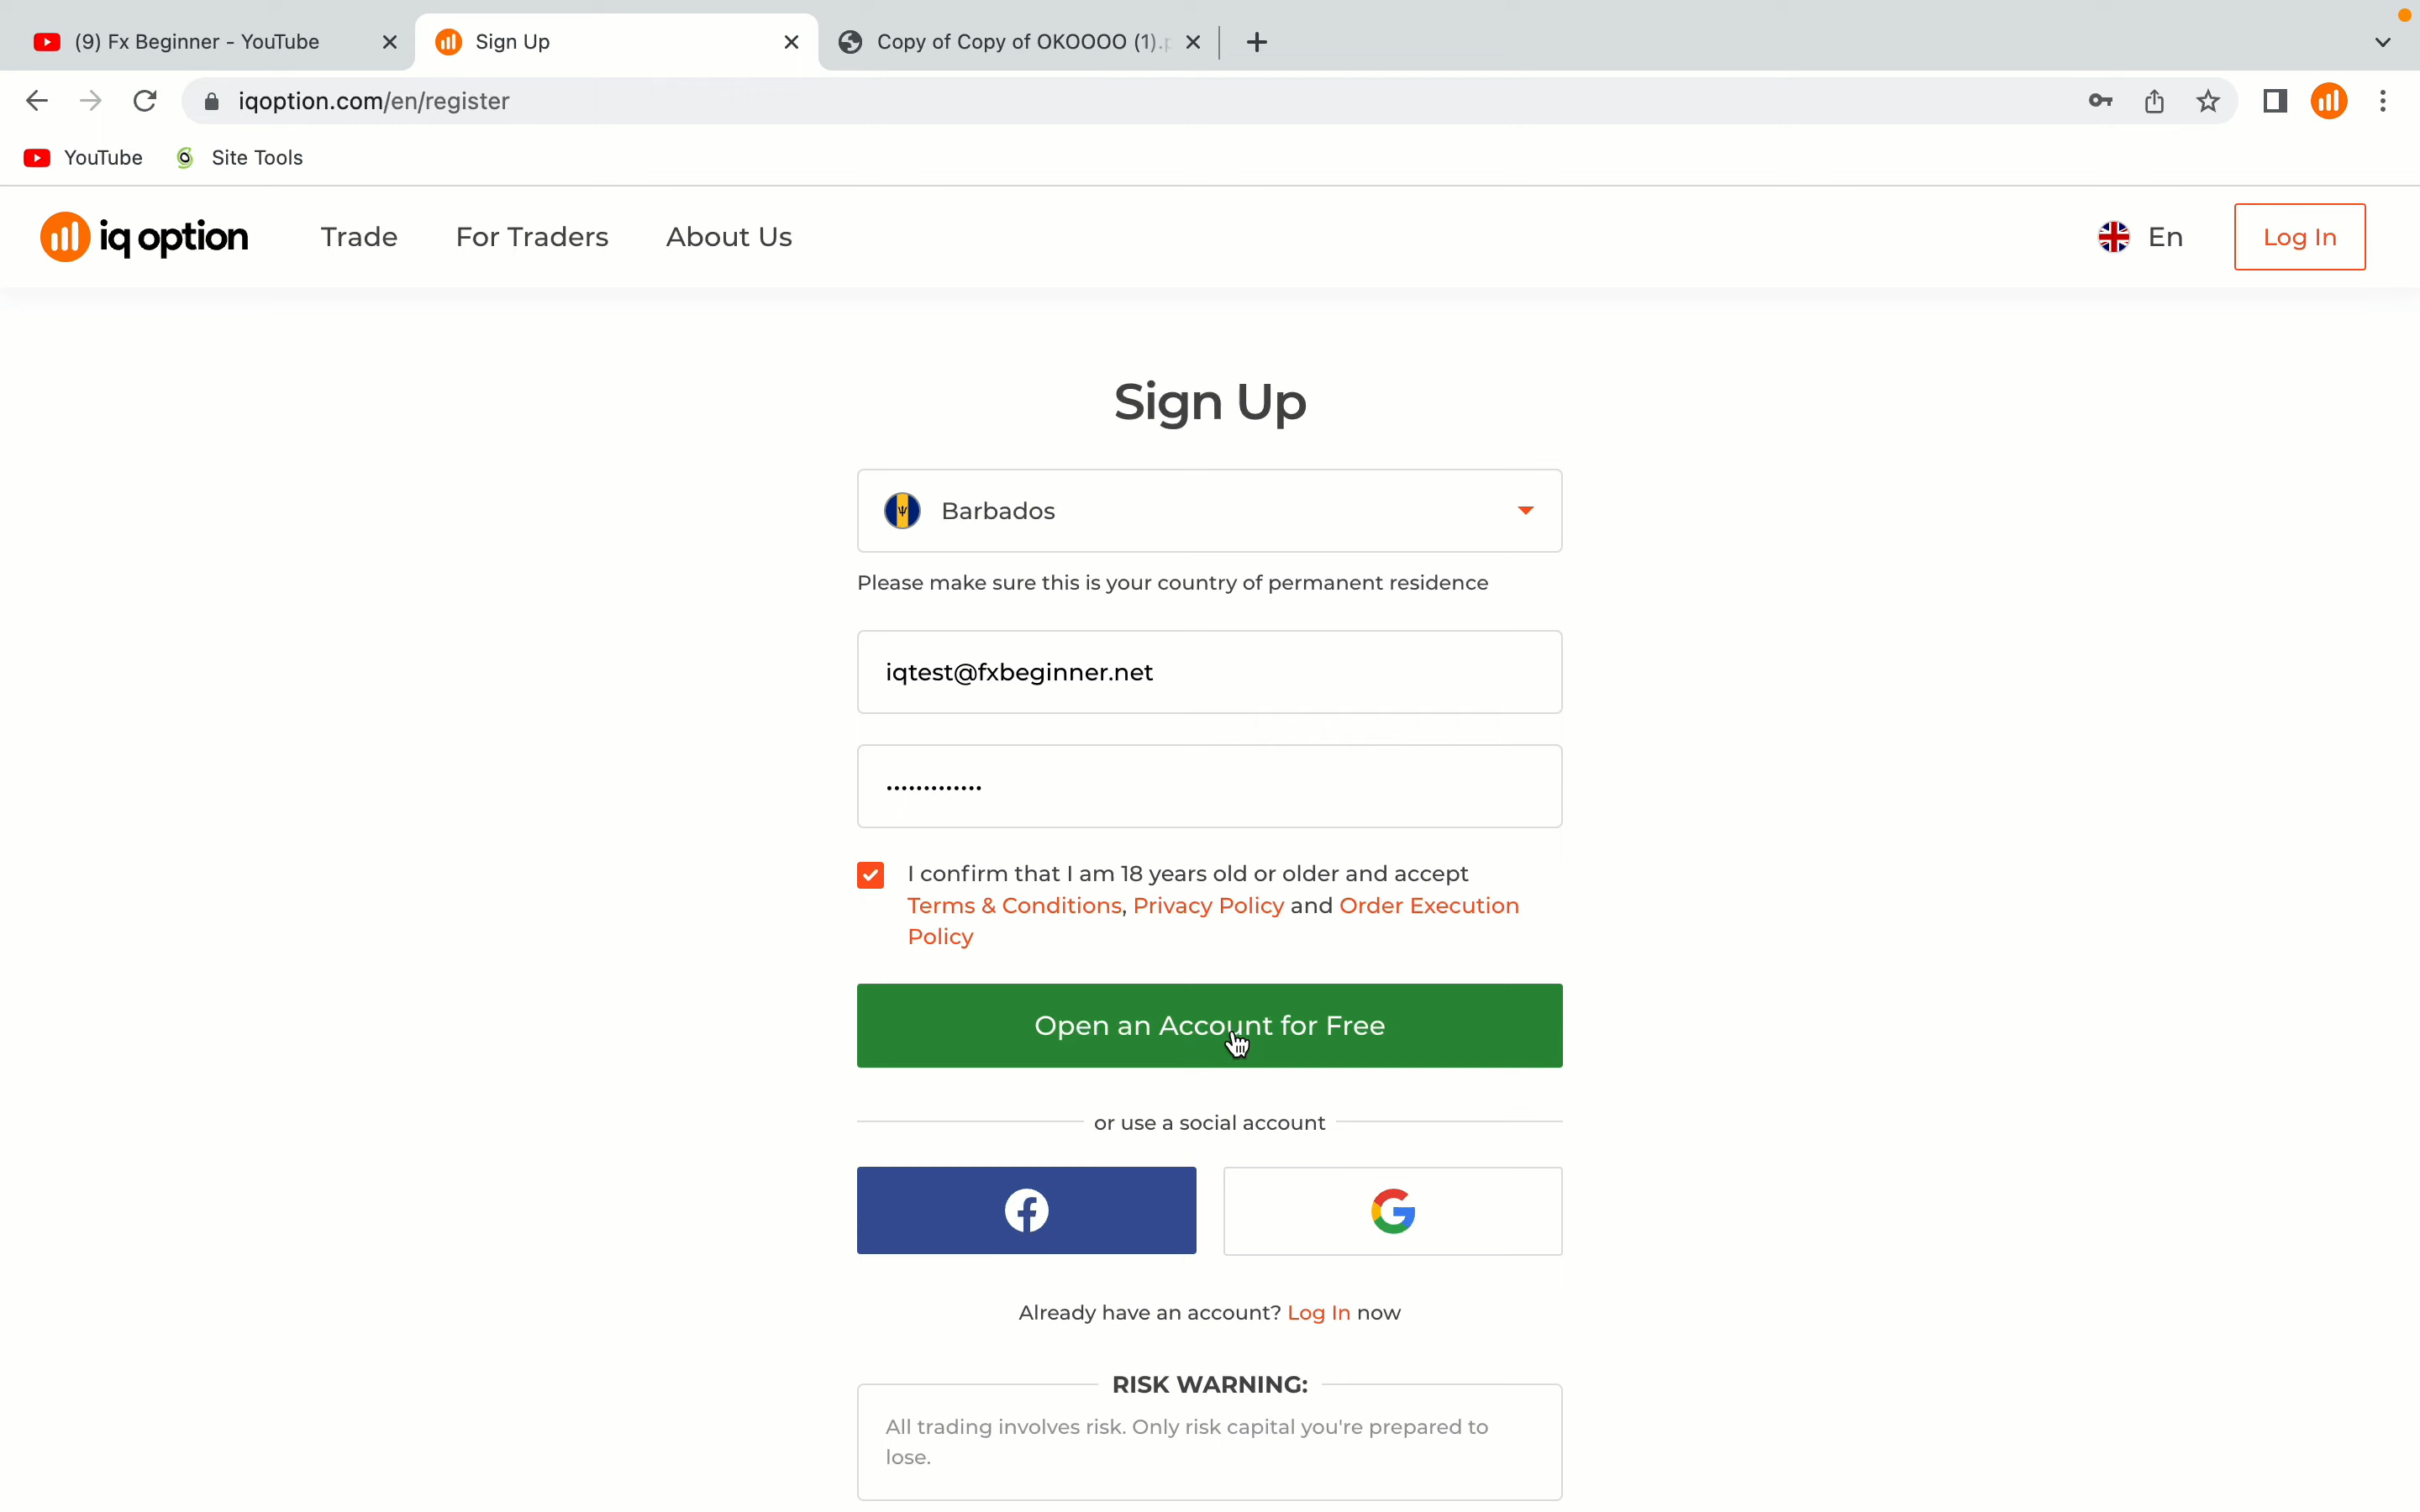 (9) Fx Beginner - YouTube
Sign Up
Copy of Copy of OKOOOO (1).p
iqoption.com/en/register
YouTube
Site Tools
iq option
Trade
For Traders
About Us
En
Log In
Sign Up
Barbados
Please make sure this is your country of permanent residence
iqtest@fxbeginner.net
•••••••••••••
I confirm that I am 18 years old or older and accept
Terms & Conditions, Privacy Policy and Order Execution
Policy
Open an Account for Free
or use a social account
Already have an account? Log In now
RISK WARNING:
All trading involves risk. Only risk capital you're prepared to
lose.